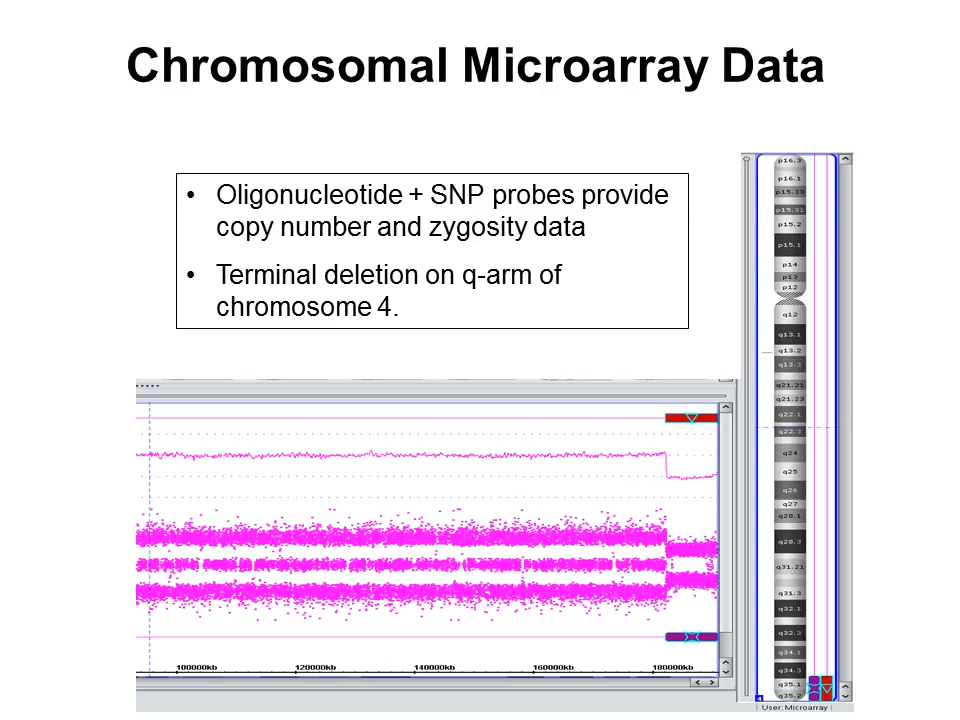 Chromosomal Microarray Data
• Oligonucleotide + SNP probes provide
copy number and zygosity data
• Terminal deletion on q-arm of
chromosome 4.
100000kb 120000kb 140000kb 160000kb 180000kb
p16.3
p16.1
p15.33
p15.31
p15.2
p15.1
p14
p13
p12
q12
q13.1
q13.2
q13.3
q21.21
q21.23
q22.1
q22.3
q24
q25
q26
q27
q28.1
q28.3
q31.21
q31.3
q32.1
q32.3
q34.1
q34.3
q35.1
q35.2
User: Microarray